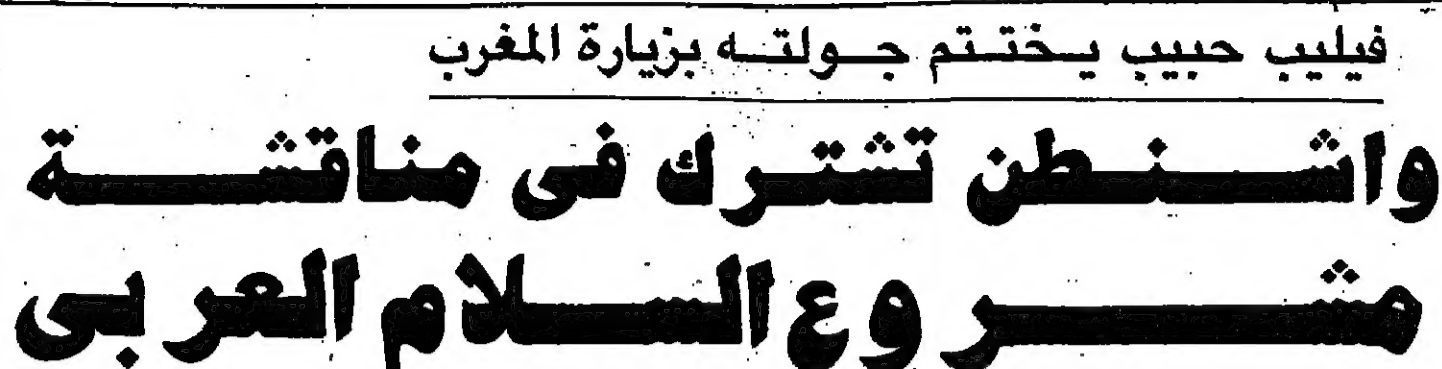 فيليب حبيب يختتم جولته بزيارة المغرب
واشنطن تشترك فى مناقشة
مشروع السلام العربى